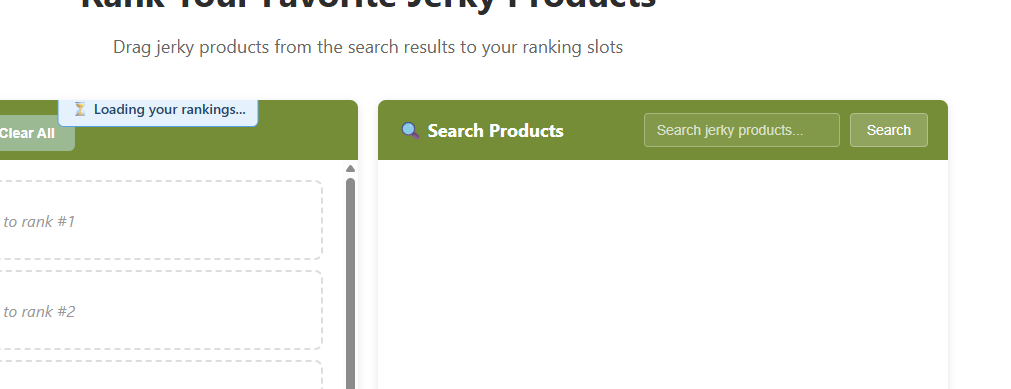 Rank Your Favorite Jerky Products
Drag jerky products from the search results to your ranking slots
Loading your rankings...
Clear All
Search Products
Search jerky products...
Search
to rank #1
to rank #2